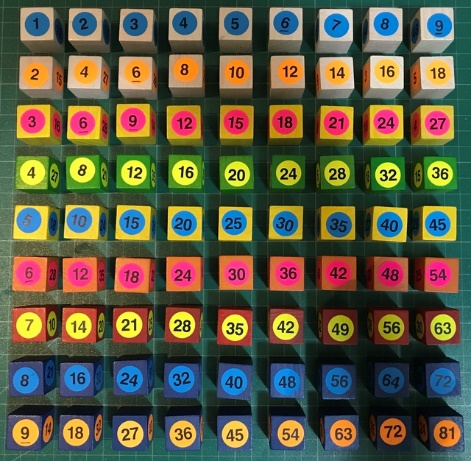 1 2 3 4 5 6 7 8 9
2 4 6 8 10 12 14 16 18
3 6 9 12 15 18 21 24 27
4 8 12 16 20 24 28 32 36
5 10 15 20 25 30 35 40 45
6 12 18 24 30 36 42 48 54
7 14 21 28 35 42 49 56 63
8 16 24 32 40 48 56 64 72
9 18 27 36 45 54 63 72 81